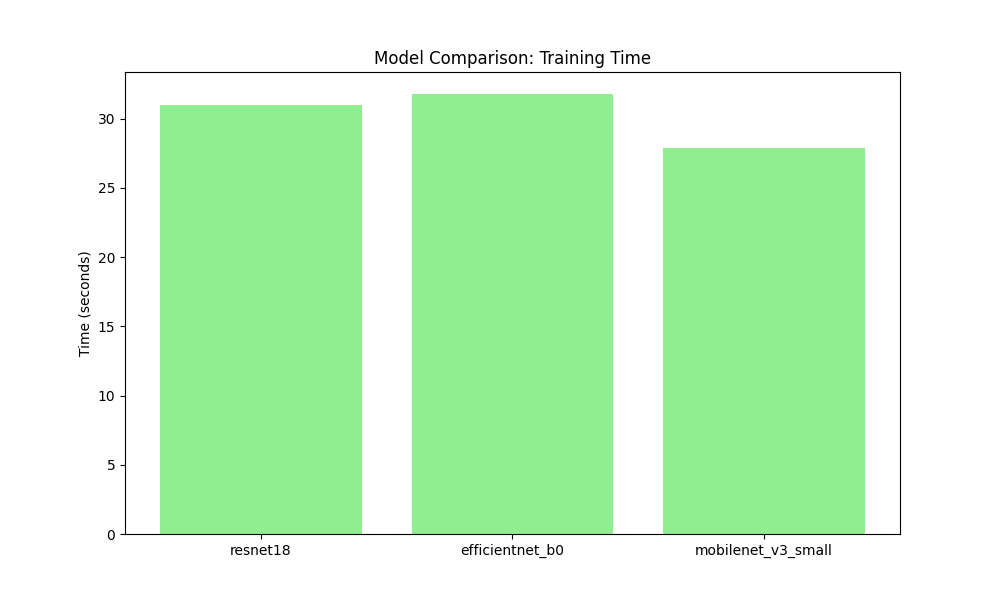 Model Comparison: Training Time
Time (seconds)
30
25
20
15
10
5
0
resnet18
efficientnet_b0
mobilenet_v3_small